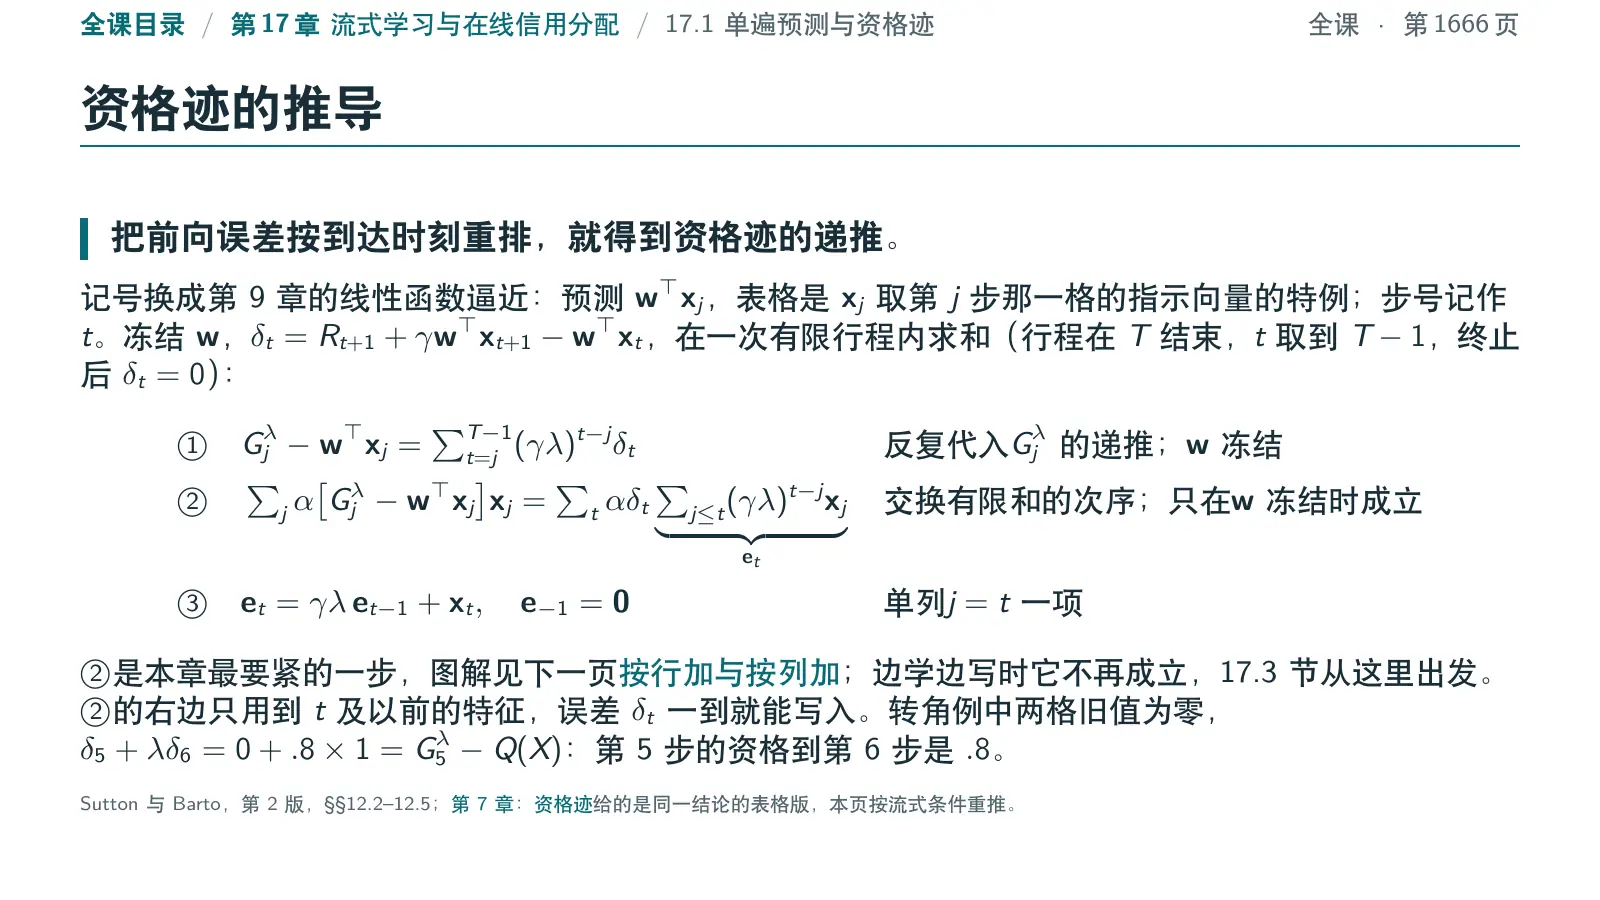 全课目录 / 第17章 流式学习与在线信用分配 / 17.1 单遍预测与资格迹 全课 · 第1666页
资格迹的推导
把前向误差按到达时刻重排，就得到资格迹的递推。
记号换成第 9 章的线性函数逼近：预测 w⊤xⱼ，表格是 xⱼ 取第 j 步那一格的指示向量的特例；步号记作
t。冻结 w，δₜ = Rₜ₊₁ + γw⊤xₜ₊₁ − w⊤xₜ，在一次有限行程内求和（行程在 T 结束，t 取到 T − 1，终止
后 δₜ = 0）：
① G_j^λ − w⊤xⱼ = ∑_{t=j}^{T−1}(γλ)^{t−j}δₜ 反复代入G_j^λ 的递推；w 冻结
② ∑_j α[G_j^λ − w⊤xⱼ]xⱼ = ∑_t αδₜ ∑_{j≤t}(γλ)^{t−j}xⱼ 交换有限和的次序；只在w 冻结时成立
eₜ
③ eₜ = γλ eₜ₋₁ + xₜ, e₋₁ = 0 单列j = t 一项
②是本章最要紧的一步，图解见下一页按行加与按列加；边学边写时它不再成立，17.3 节从这里出发。
②的右边只用到 t 及以前的特征，误差 δₜ 一到就能写入。转角例中两格旧值为零，
δ₅ + λδ₆ = 0 + .8 × 1 = G_5^λ − Q(X)：第 5 步的资格到第 6 步是 .8。
Sutton 与 Barto，第 2 版，§§12.2–12.5；第 7 章：资格迹给的是同一结论的表格版，本页按流式条件重推。